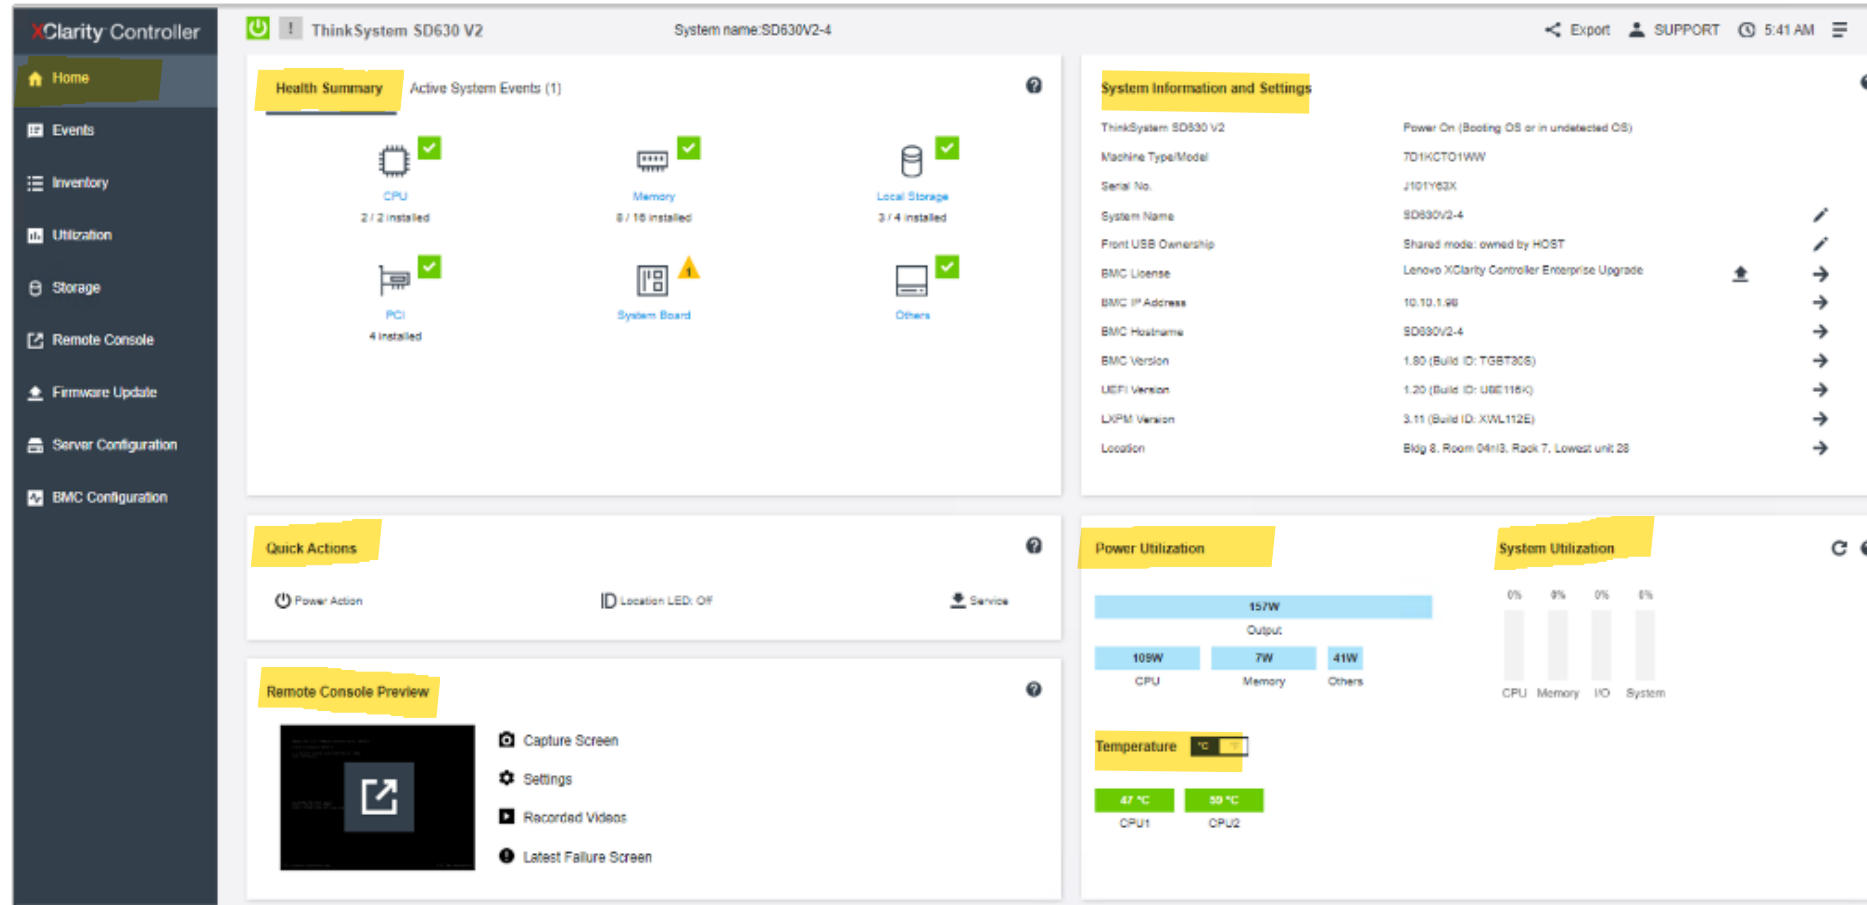 XClarity Controller
ThinkSystem SD630 V2
System name:SD630V2-4
Export
SUPPORT
5:41 AM
Home
Events
Inventory
Utilization
Storage
Remote Console
Firmware Update
Server Configuration
BMC Configuration
Health Summary
Active System Events (1)
CPU
2 / 2 installed
Memory
8 / 16 installed
Local Storage
3 / 4 installed
PCI
4 installed
1
System Board
Others
System Information and Settings
ThinkSystem SD630 V2 Power On (Booting OS or in undetected OS)
Machine Type/Model 7D1KCTO1WW
Serial No. J101Y63X
System Name SD630V2-4
Front USB Ownership Shared mode: owned by HOST
BMC License Lenovo XClarity Controller Enterprise Upgrade
BMC IP Address 10.10.1.98
BMC Hostname SD630V2-4
BMC Version 1.80 (Build ID: TGBT30S)
UEFI Version 1.20 (Build ID: U8E116K)
LXPM Version 3.11 (Build ID: XWL112E)
Location Bldg 8, Room 04nl3, Rack 7, Lowest unit 28
Quick Actions
Power Action
ID Location LED: Off
Service
Remote Console Preview
Capture Screen
Settings
Recorded Videos
Latest Failure Screen
Power Utilization
157W
Output
109W 7W 41W
CPU Memory Others
System Utilization
0% 0% 0% 0%
CPU Memory I/O System
Temperature °C °F
47 °C 59 °C
CPU1 CPU2